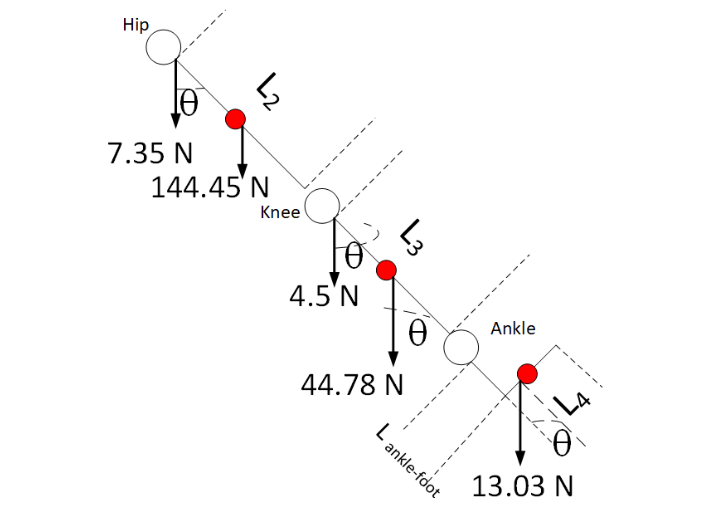 Hip
θ
L2
7.35 N
144.45 N
Knee
θ
L3
4.5 N
θ
Ankle
44.78 N
L4
θ
L ankle-foot
13.03 N